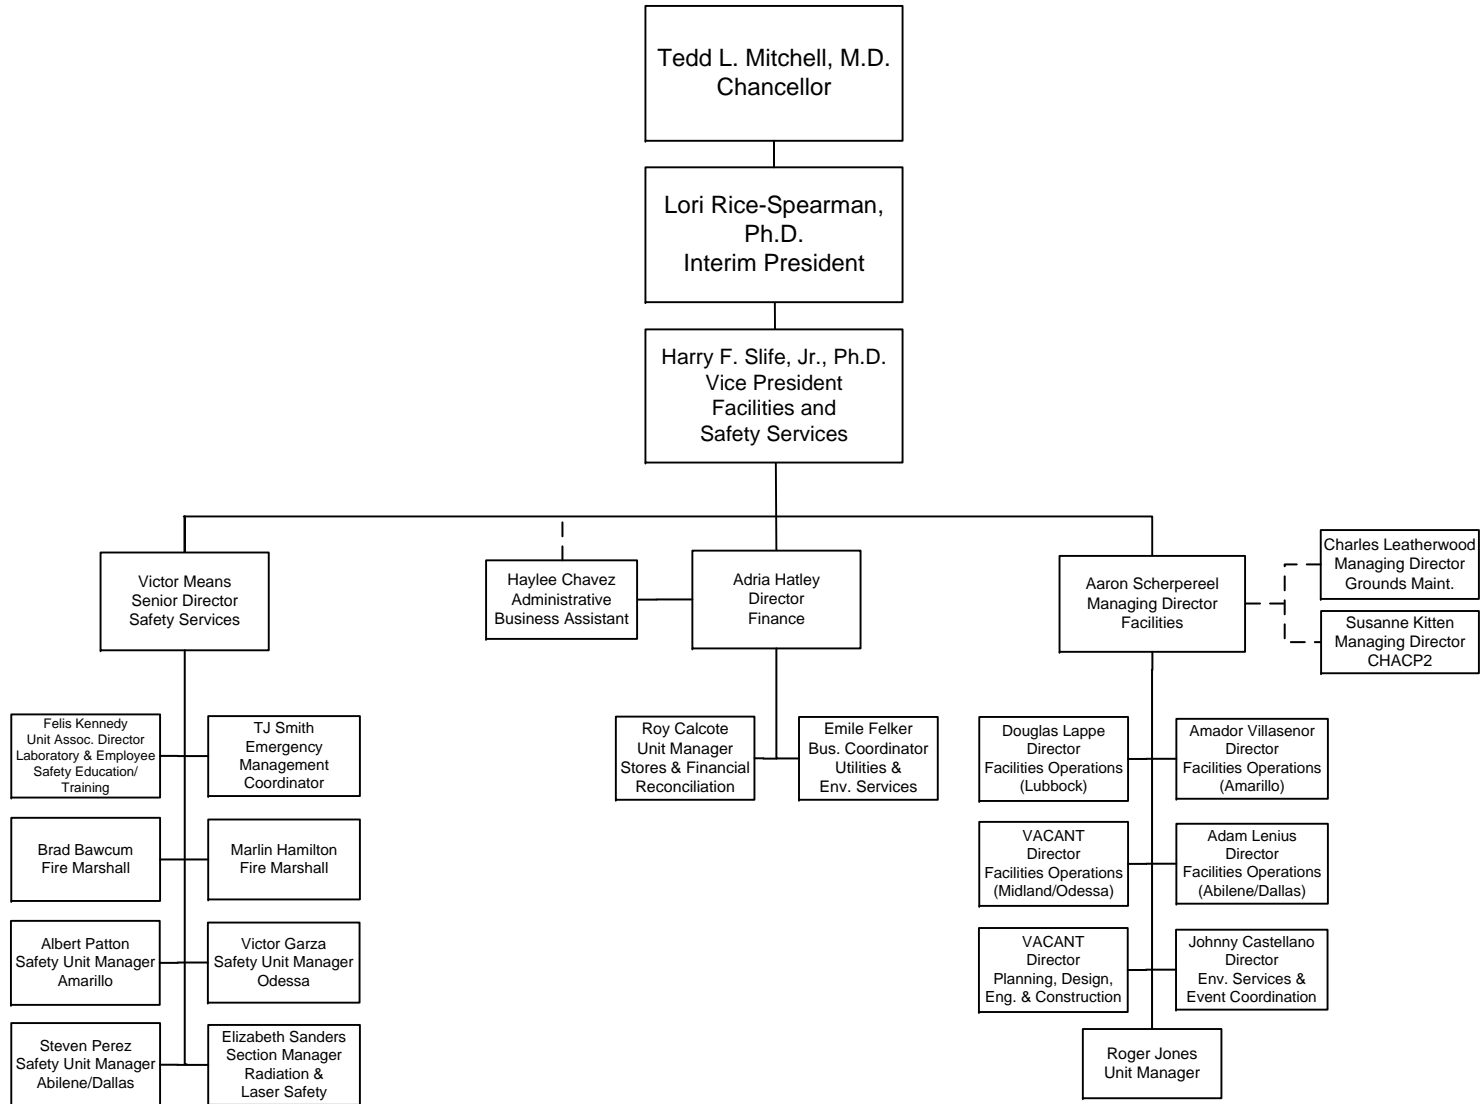 Tedd L. Mitchell, M.D.
Chancellor
Lori Rice-Spearman,
Ph.D.
Interim President
Harry F. Slife, Jr., Ph.D.
Vice President
Facilities and
Safety Services
Victor Means
Senior Director
Safety Services
Haylee Chavez
Administrative
Business Assistant
Adria Hatley
Director
Finance
Aaron Scherpereel
Managing Director
Facilities
Charles Leatherwood
Managing Director
Grounds Maint.
Susanne Kitten
Managing Director
CHACP2
Felis Kennedy
Unit Assoc. Director
Laboratory & Employee
Safety Education/
Training
TJ Smith
Emergency
Management
Coordinator
Brad Bawcum
Fire Marshall
Marlin Hamilton
Fire Marshall
Albert Patton
Safety Unit Manager
Amarillo
Victor Garza
Safety Unit Manager
Odessa
Steven Perez
Safety Unit Manager
Abilene/Dallas
Elizabeth Sanders
Section Manager
Radiation &
Laser Safety
Roy Calcote
Unit Manager
Stores & Financial
Reconciliation
Emile Felker
Bus. Coordinator
Utilities &
Env. Services
Douglas Lappe
Director
Facilities Operations
(Lubbock)
Amador Villasenor
Director
Facilities Operations
(Amarillo)
VACANT
Director
Facilities Operations
(Midland/Odessa)
Adam Lenius
Director
Facilities Operations
(Abilene/Dallas)
VACANT
Director
Planning, Design,
Eng. & Construction
Johnny Castellano
Director
Env. Services &
Event Coordination
Roger Jones
Unit Manager